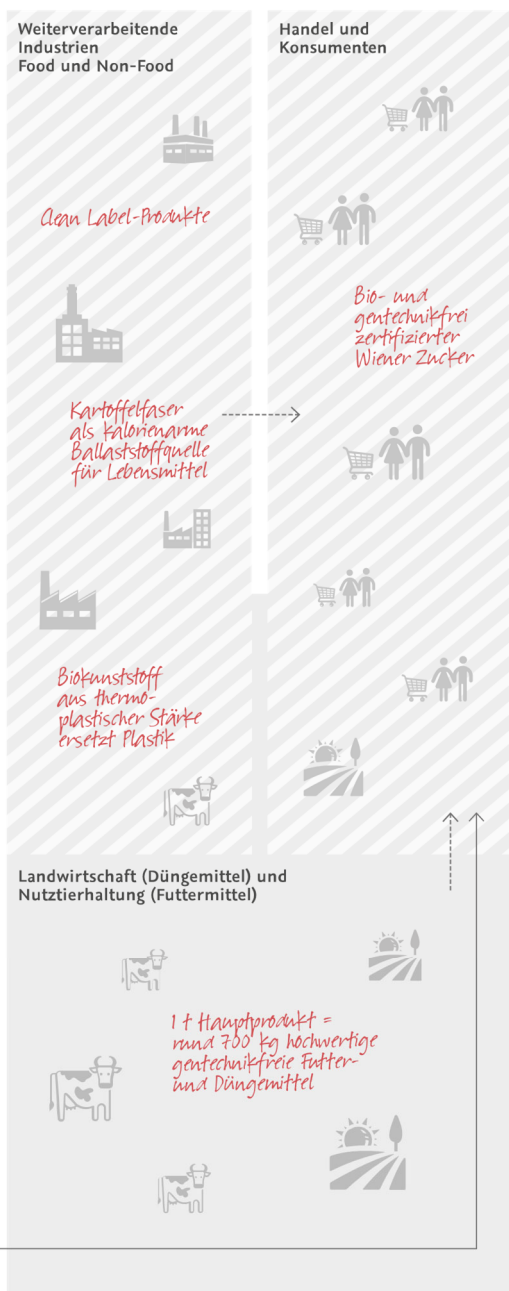 Weiterverarbeitende
Industrien
Food und Non-Food
Clean Label-Produkte
Kartoffelfaser
als kalorienarme
Ballaststoffquelle
für Lebensmittel
Biokunststoff
aus thermo-
plastischer Stärke
ersetzt Plastik
Handel und
Konsumenten
Bio- und
gentechnikfrei
zertifizierter
Wiener Zucker
Landwirtschaft (Düngemittel) und
Nutztierhaltung (Futtermittel)
1 t Hauptprodukt =
rund 700 kg hochwertige
gentechnikfreie Futter-
und Düngemittel